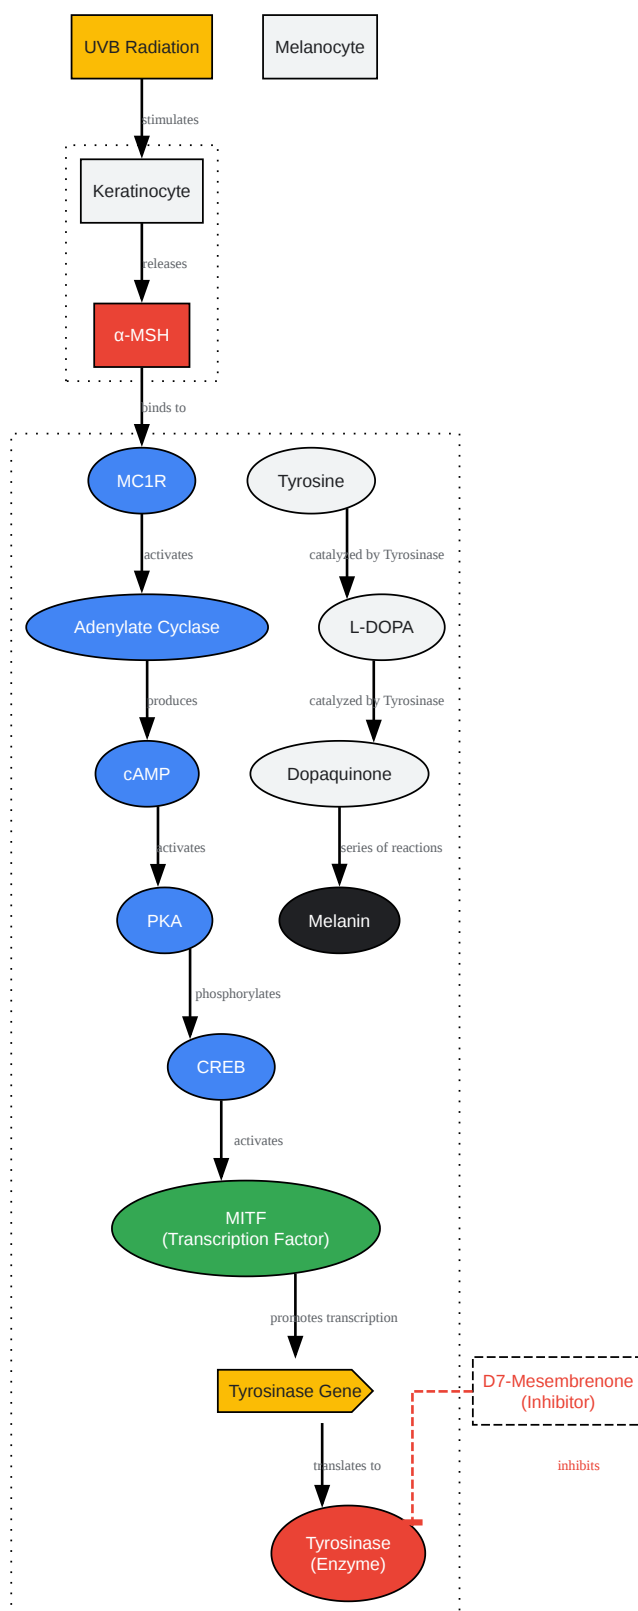 UVB Radiation
Melanocyte
stimulates
Keratinocyte
releases
α-MSH
binds to
MC1R
Tyrosine
activates
catalyzed by Tyrosinase
Adenylate Cyclase
L-DOPA
produces
catalyzed by Tyrosinase
cAMP
Dopaquinone
activates
series of reactions
PKA
Melanin
phosphorylates
CREB
activates
MITF
(Transcription Factor)
promotes transcription
Tyrosinase Gene
D7-Mesembrenone
(Inhibitor)
translates to
inhibits
Tyrosinase
(Enzyme)